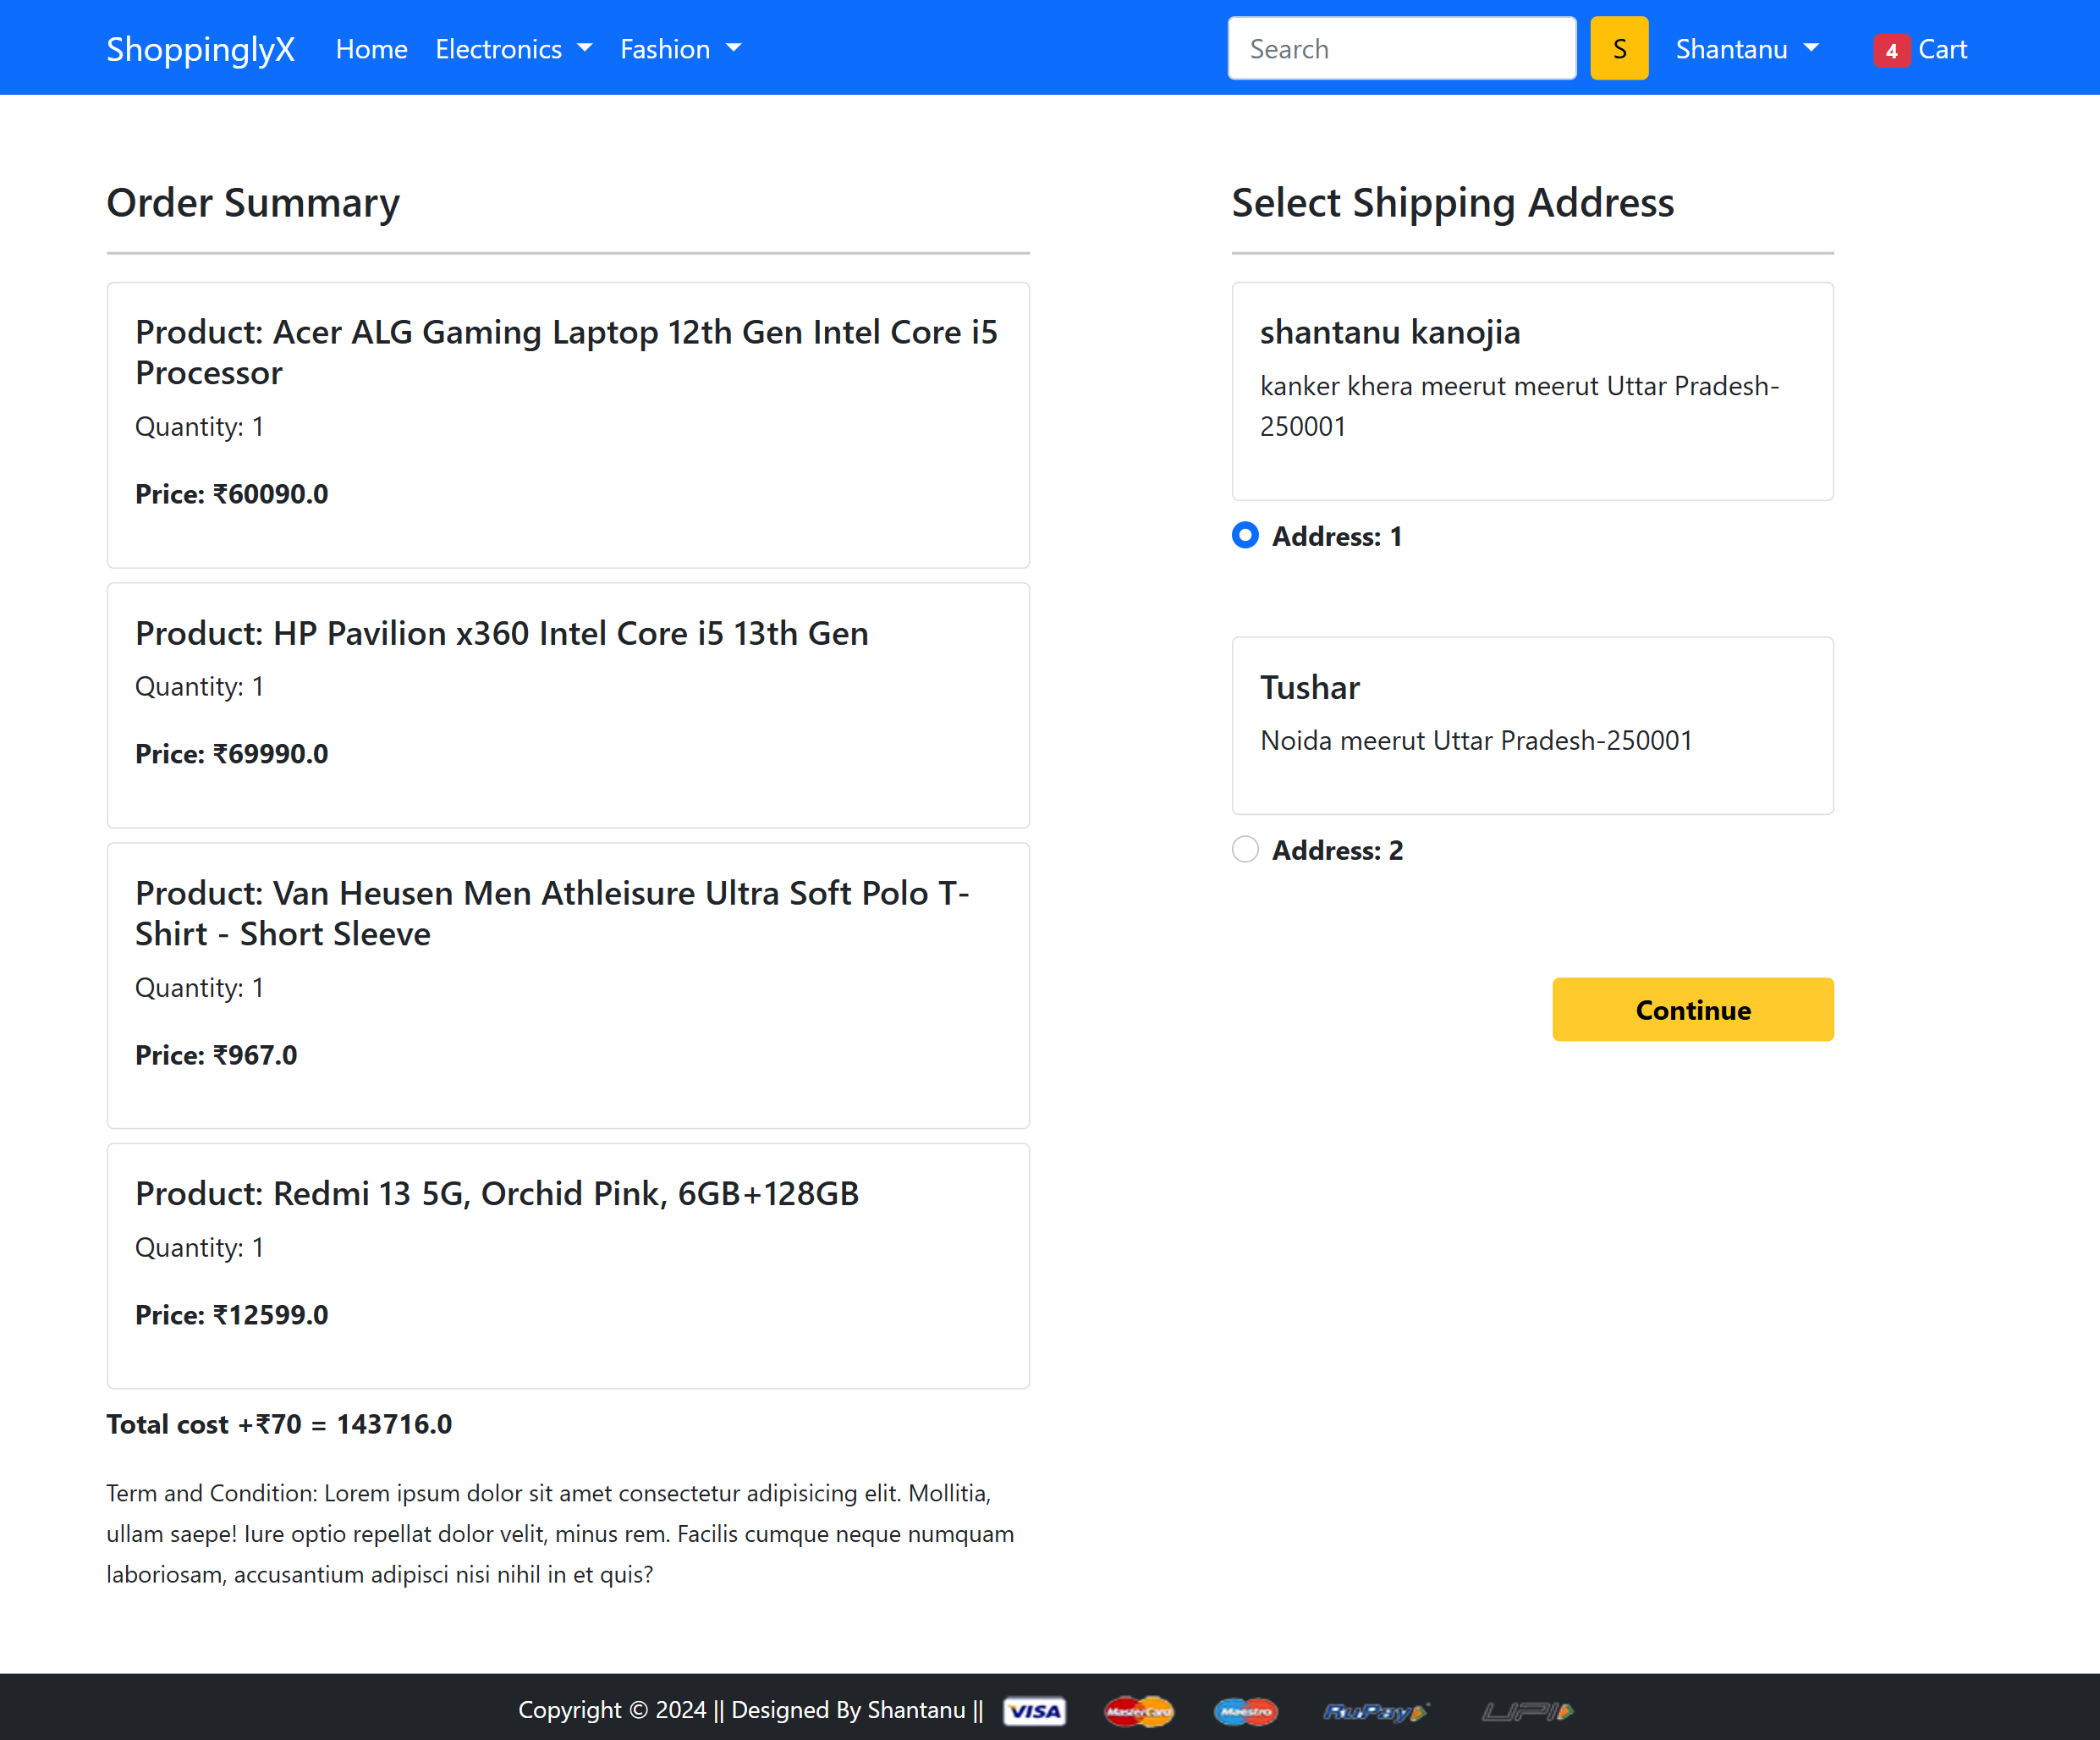 ShoppinglyX Home Electronics Fashion Search S Shantanu 4 Cart
Order Summary
Product: Acer ALG Gaming Laptop 12th Gen Intel Core i5
Processor
Quantity: 1
Price: ₹60090.0
Product: HP Pavilion x360 Intel Core i5 13th Gen
Quantity: 1
Price: ₹69990.0
Product: Van Heusen Men Athleisure Ultra Soft Polo T-
Shirt - Short Sleeve
Quantity: 1
Price: ₹967.0
Product: Redmi 13 5G, Orchid Pink, 6GB+128GB
Quantity: 1
Price: ₹12599.0
Total cost +₹70 = 143716.0
Term and Condition: Lorem ipsum dolor sit amet consectetur adipisicing elit. Mollitia,
ullam saepe! Iure optio repellat dolor velit, minus rem. Facilis cumque neque numquam
laboriosam, accusantium adipisci nisi nihil in et quis?
Select Shipping Address
shantanu kanojia
kanker khera meerut meerut Uttar Pradesh-
250001
Address: 1
Tushar
Noida meerut Uttar Pradesh-250001
Address: 2
Continue
Copyright © 2024 || Designed By Shantanu || VISA MasterCard Maestro RuPay UPI